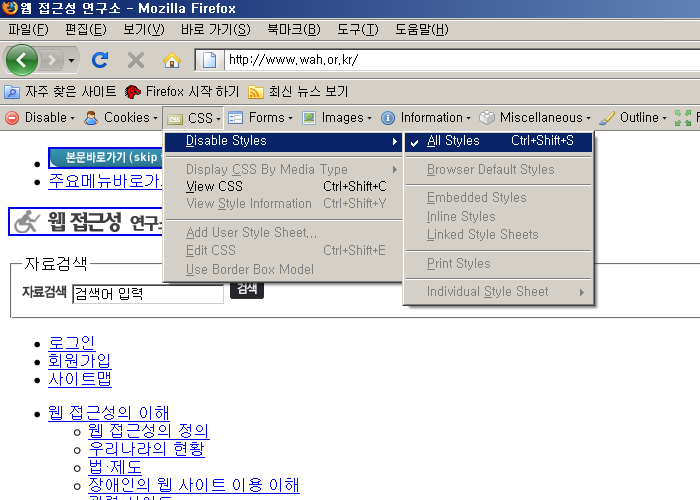 웹 접근성 연구소 - Mozilla Firefox
파일(F) 편집(E) 보기(V) 바로 가기(S) 북마크(B) 도구(T) 도움말(H)
http://www.wah.or.kr/
자주 찾은 사이트 Firefox 시작 하기 최신 뉴스 보기
Disable Cookies CSS Forms Images Information Miscellaneous Outline
Disable Styles
All Styles Ctrl+Shift+S
본문바로가기 (skip
주요메뉴바로가
Display CSS By Media Type
Browser Default Styles
View CSS Ctrl+Shift+C
View Style Information Ctrl+Shift+Y
Embedded Styles
Inline Styles
Linked Style Sheets
웹 접근성 연구소
Add User Style Sheet...
Edit CSS Ctrl+Shift+E
Use Border Box Model
Print Styles
Individual Style Sheet
자료검색
자료검색 검색어 입력 검색
로그인
회원가입
사이트맵
웹 접근성의 이해
웹 접근성의 정의
우리나라의 현황
법·제도
장애인의 웹 사이트 이용 이해